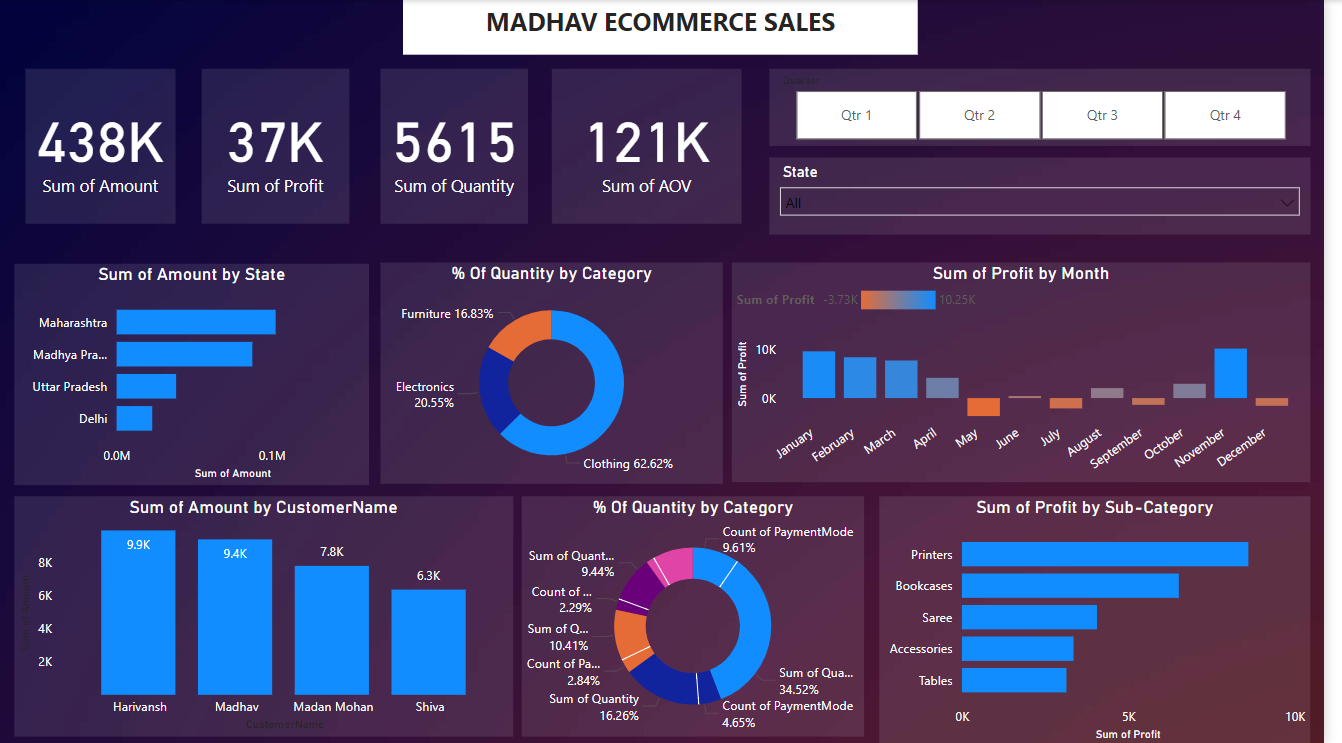 MADHAV ECOMMERCE SALES
438K
Sum of Amount
37K
Sum of Profit
5615
Sum of Quantity
121K
Sum of AOV
Quarter
Qtr 1
Qtr 2
Qtr 3
Qtr 4
State
All
Sum of Amount by State
Maharashtra
Madhya Pra...
Uttar Pradesh
Delhi
0.0M
0.1M
Sum of Amount
% Of Quantity by Category
Furniture 16.83%
Electronics
20.55%
Clothing 62.62%
Sum of Profit by Month
Sum of Profit -3.73K 10.25K
Sum of Profit
10K
0K
January
February
March
April
May
June
July
August
September
October
November
December
Sum of Amount by CustomerName
Sum of Amount
8K
6K
4K
2K
9.9K
9.4K
7.8K
6.3K
Harivansh
Madhav
Madan Mohan
Shiva
CustomerName
% Of Quantity by Category
Count of PaymentMode
9.61%
Sum of Quant...
9.44%
Count of ...
2.29%
Sum of Q...
10.41%
Count of Pa...
2.84%
Sum of Quantity
16.26%
Sum of Qua...
34.52%
Count of PaymentMode
4.65%
Sum of Profit by Sub-Category
Printers
Bookcases
Saree
Accessories
Tables
0K
5K
10K
Sum of Profit